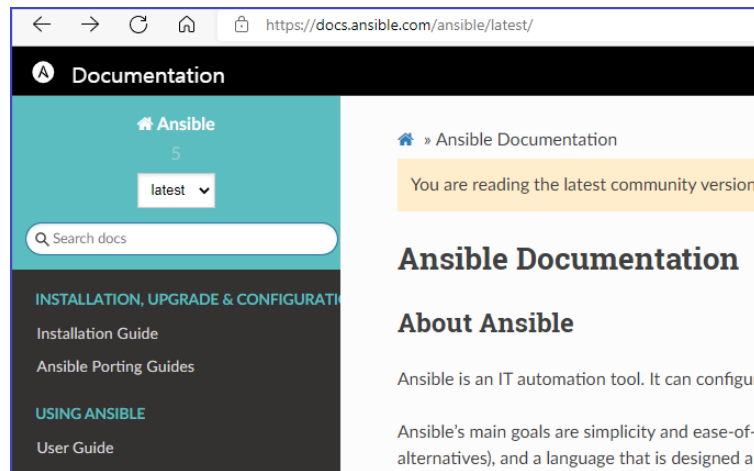 https://docs.ansible.com/ansible/latest/
A Documentation
Ansible
5
latest
Search docs
INSTALLATION, UPGRADE & CONFIGURATI
Installation Guide
Ansible Porting Guides
USING ANSIBLE
User Guide
» Ansible Documentation
You are reading the latest community version
Ansible Documentation
About Ansible
Ansible is an IT automation tool. It can configu
Ansible’s main goals are simplicity and ease-of-
alternatives), and a language that is designed a